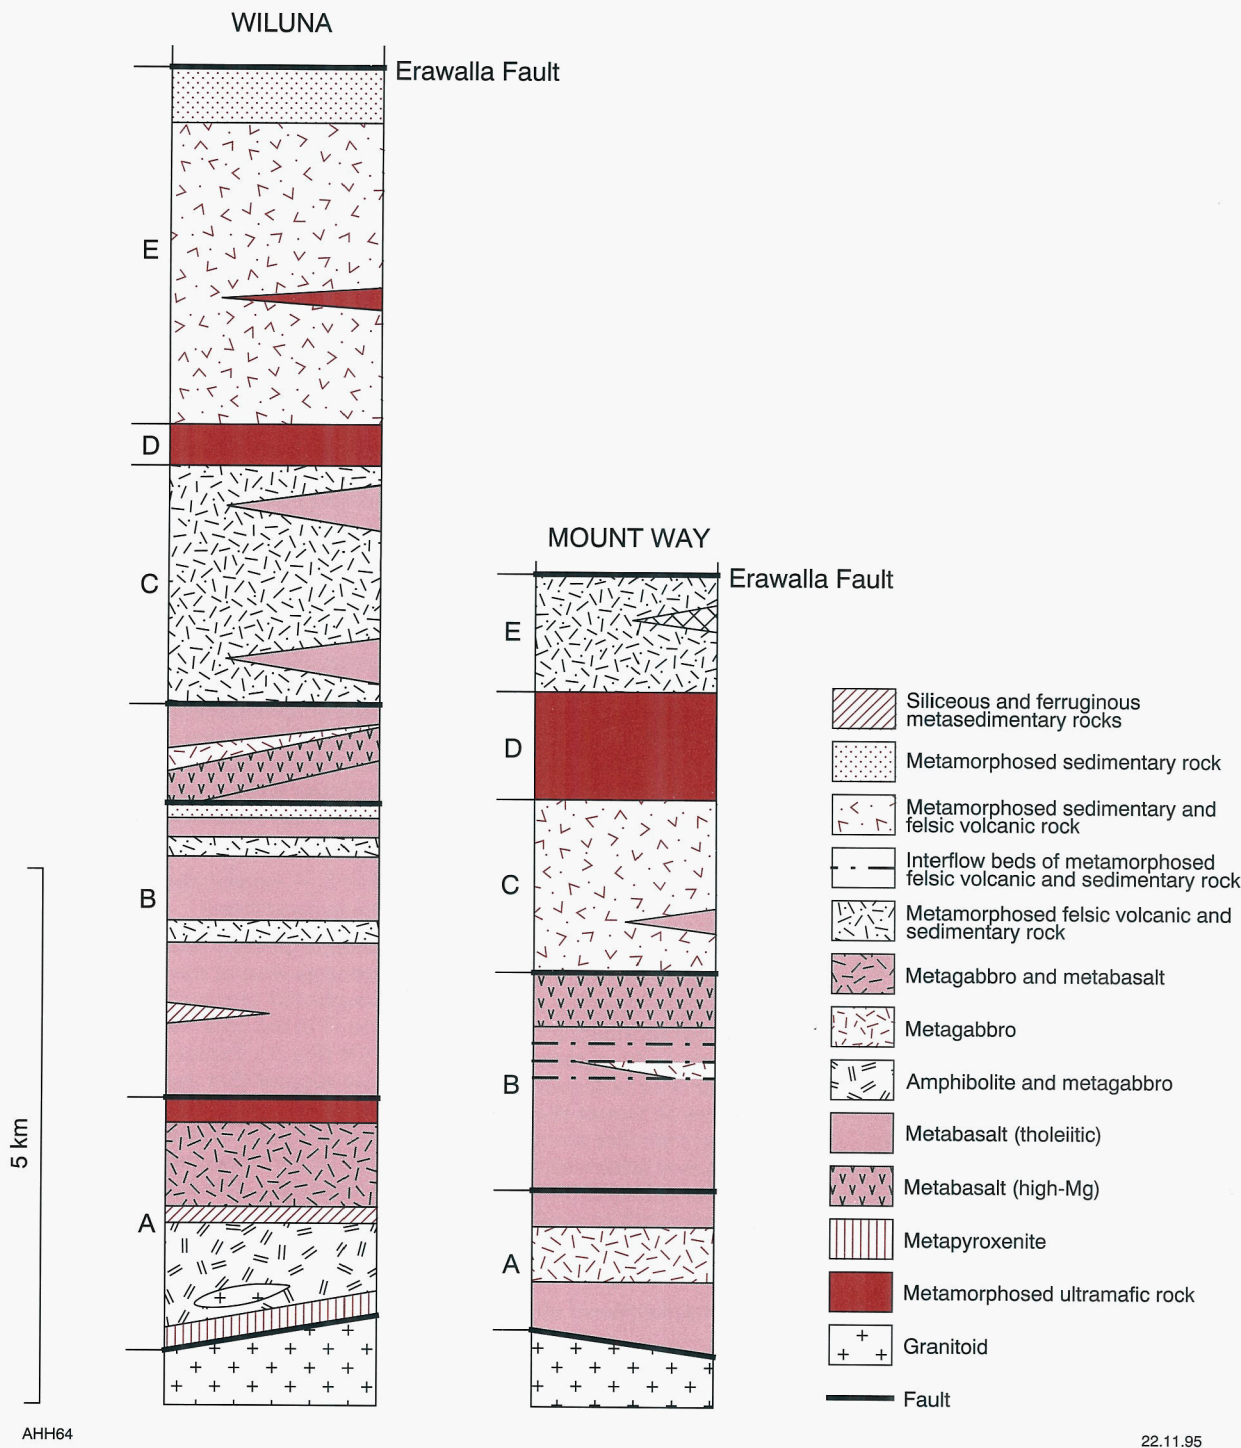 WILUNA
Erawalla Fault
E
D
C
B
A
5 km
MOUNT WAY
Erawalla Fault
E
D
C
B
A
Siliceous and ferruginous
metasedimentary rocks
Metamorphosed sedimentary rock
Metamorphosed sedimentary and
felsic volcanic rock
Interflow beds of metamorphosed
felsic volcanic and sedimentary rock
Metamorphosed felsic volcanic and
sedimentary rock
Metagabbro and metabasalt
Metagabbro
Amphibolite and metagabbro
Metabasalt (tholeiitic)
Metabasalt (high-Mg)
Metapyroxenite
Metamorphosed ultramafic rock
Granitoid
Fault
AHH64
22.11.95